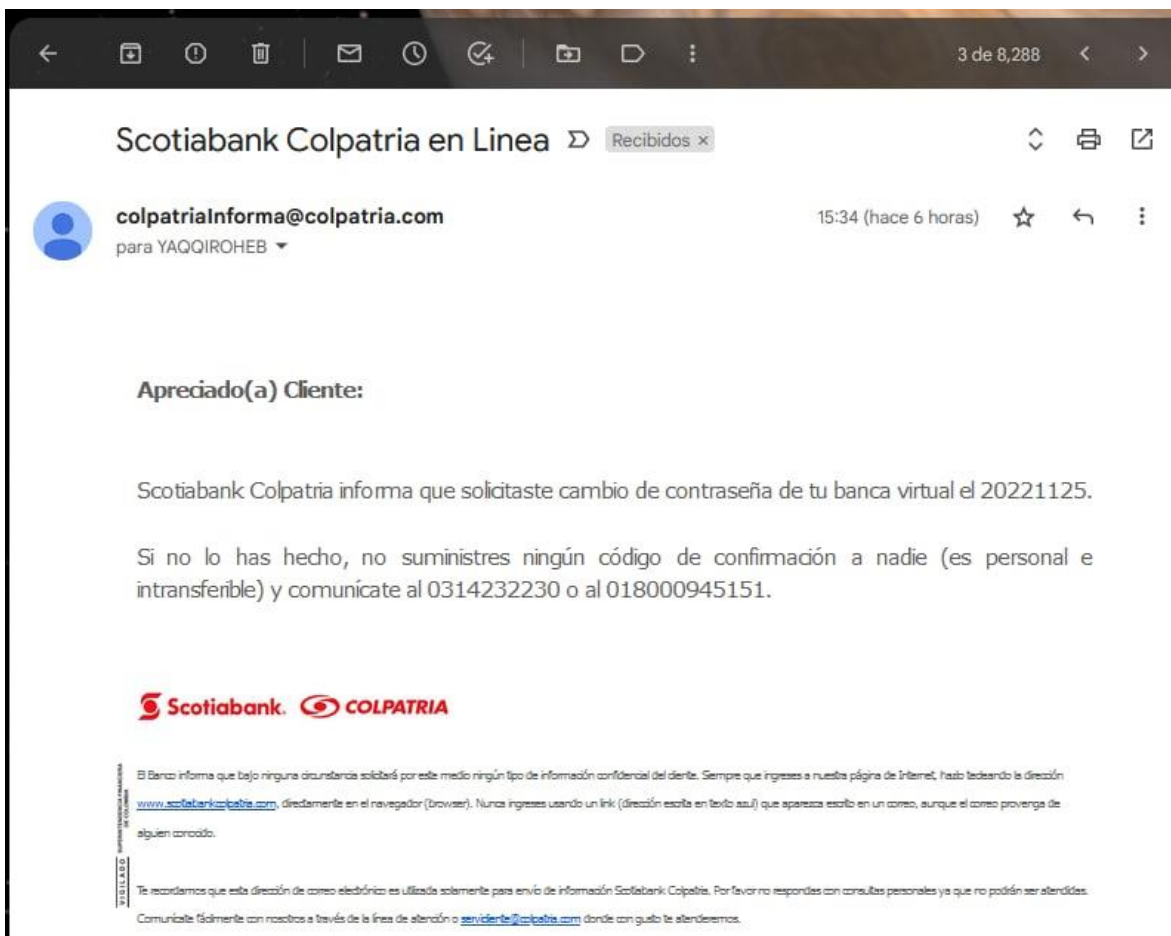 3 de 8,288
Scotiabank Colpatria en Linea Recibidos x
colpatriaInforma@colpatria.com 15:34 (hace 6 horas)
para YAQQIROHEB
Apreciado(a) Cliente:
Scotiabank Colpatria informa que solicitaste cambio de contraseña de tu banca virtual el 20221125.
Si no lo has hecho, no suministres ningún código de confirmación a nadie (es personal e
intransferible) y comunícate al 0314232230 o al 018000945151.
Scotiabank. COLPATRIA
El Banco informa que bajo ninguna circunstancia solicitará por este medio ningún tipo de información confidencial del cliente. Siempre que ingreses a nuestra página de Internet, hazlo tecleando la dirección
www.scotiabankcolpatria.com, directamente en el navegador (browser). Nunca ingreses usando un link (dirección escrita en texto azul) que aparezca escrito en un correo, aunque el correo provenga de
alguien conocido.
Te recordamos que esta dirección de correo electrónico es utilizada solamente para envío de información Scotiabank Colpatria. Por favor no respondas con consultas personales ya que no podrán ser atendidas.
Comunícate fácilmente con nosotros a través de la línea de atención o servicliente@colpatria.com donde con gusto te atenderemos.
VIGILADO SUPERINTENDENCIA FINANCIERA
DE COLOMBIA